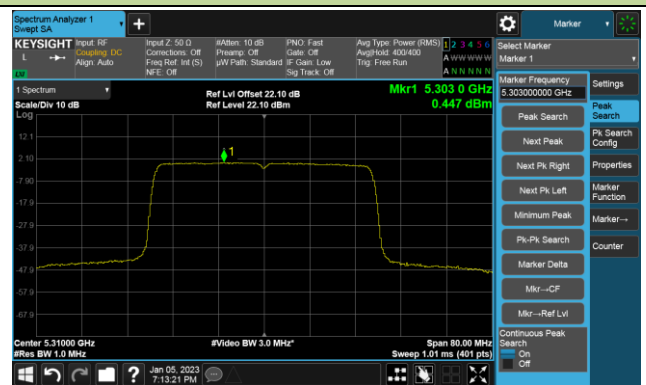 Spectrum Analyzer 1
Swept SA
Marker
KEYSIGHT
L
Input: RF
Coupling: DC
Align: Auto
Input Z: 50 Ω
Corrections: Off
Freq Ref: Int (S)
NFE: Off
#Atten: 10 dB
Preamp: Off
µW Path: Standard
PNO: Fast
Gate: Off
IF Gain: Low
Sig Track: Off
Avg Type: Power (RMS)
Avg|Hold: 400/400
Trig: Free Run
1 2 3 4 5 6
A W W W W W
A N N N N N
Select Marker
Marker 1
1 Spectrum
Scale/Div 10 dB
Log
Ref Lvl Offset 22.10 dB
Ref Level 22.10 dBm
Mkr1 5.303 0 GHz
0.447 dBm
12.1
2.10
-7.90
-17.9
-27.9
-37.9
-47.9
-57.9
-67.9
1
Center 5.31000 GHz
#Res BW 1.0 MHz
#Video BW 3.0 MHz*
Span 80.00 MHz
Sweep 1.01 ms (401 pts)
Marker Frequency
5.303000000 GHz
Peak Search
Next Peak
Next Pk Right
Next Pk Left
Minimum Peak
Pk-Pk Search
Marker Delta
Mkr→CF
Mkr→Ref Lvl
Continuous Peak
Search
On
Off
Settings
Peak
Search
Pk Search
Config
Properties
Marker
Function
Marker→
Counter
?
Jan 05, 2023
7:13:21 PM